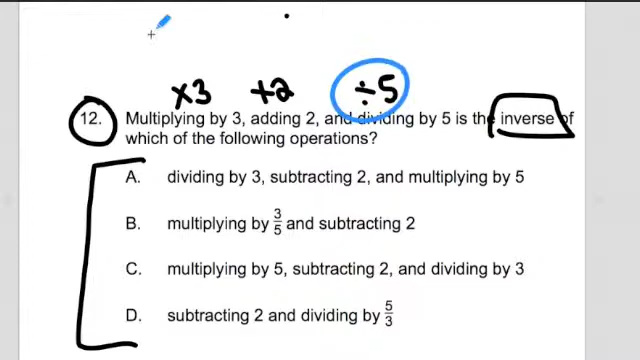 ×3 +2 ÷5
12. Multiplying by 3, adding 2, and dividing by 5 is the inverse of
which of the following operations?
A. dividing by 3, subtracting 2, and multiplying by 5
B. multiplying by 3/5 and subtracting 2
C. multiplying by 5, subtracting 2, and dividing by 3
D. subtracting 2 and dividing by 5/3